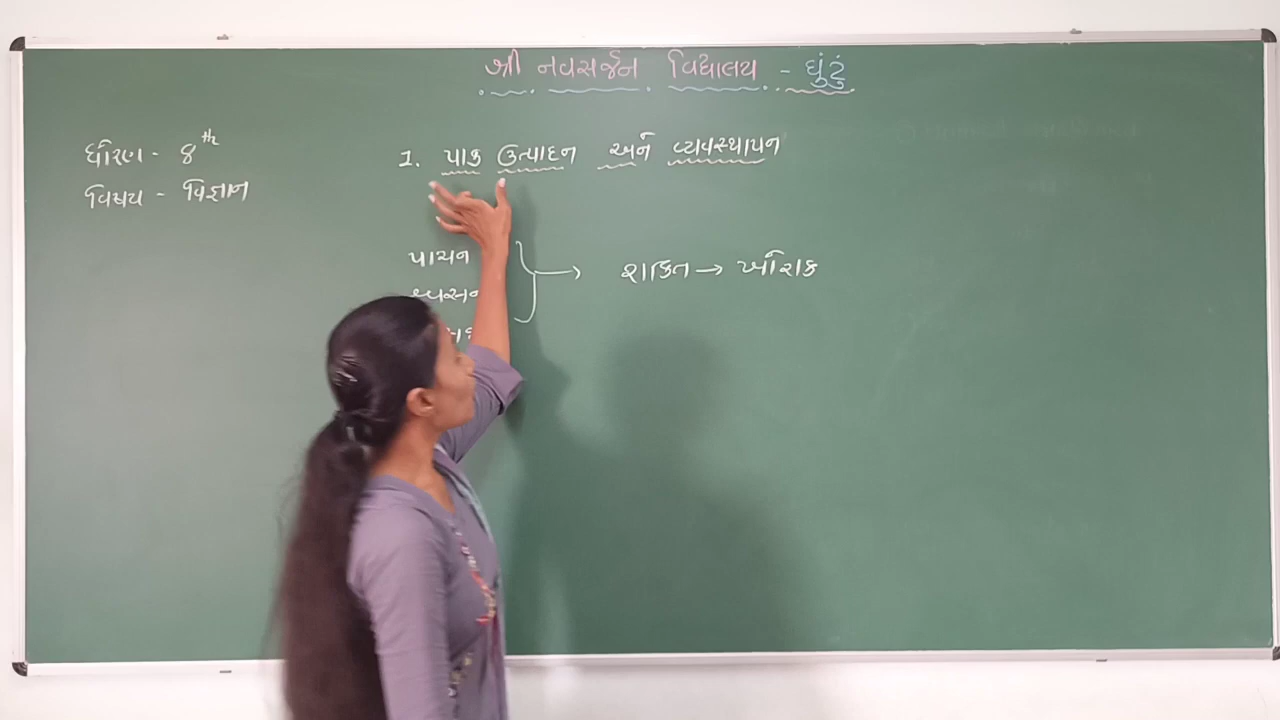 શ્રી નવસર્જન વિદ્યાલય - ઘુંટું
ધોરણ - 8th
વિષય - વિજ્ઞાન
1. પાક ઉત્પાદન અને વ્યવસ્થાપન
પાચન
શ્વસન
શક્તિ → ખોરાક